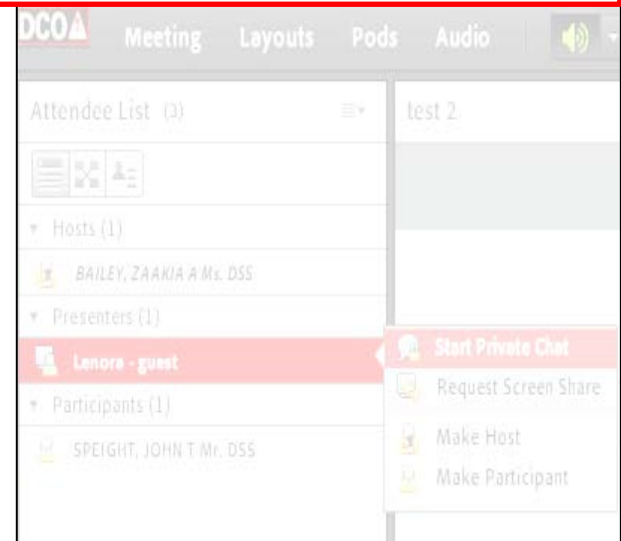 DCO
Meeting Layouts Pods Audio
Attendee List (3)
test 2
Hosts (1)
BAILEY, ZAAKIA A Ms. DSS
Presenters (1)
Lenora - guest
Start Private Chat
Request Screen Share
Participants (1)
Make Host
SPEIGHT, JOHN T Mr. DSS
Make Participant